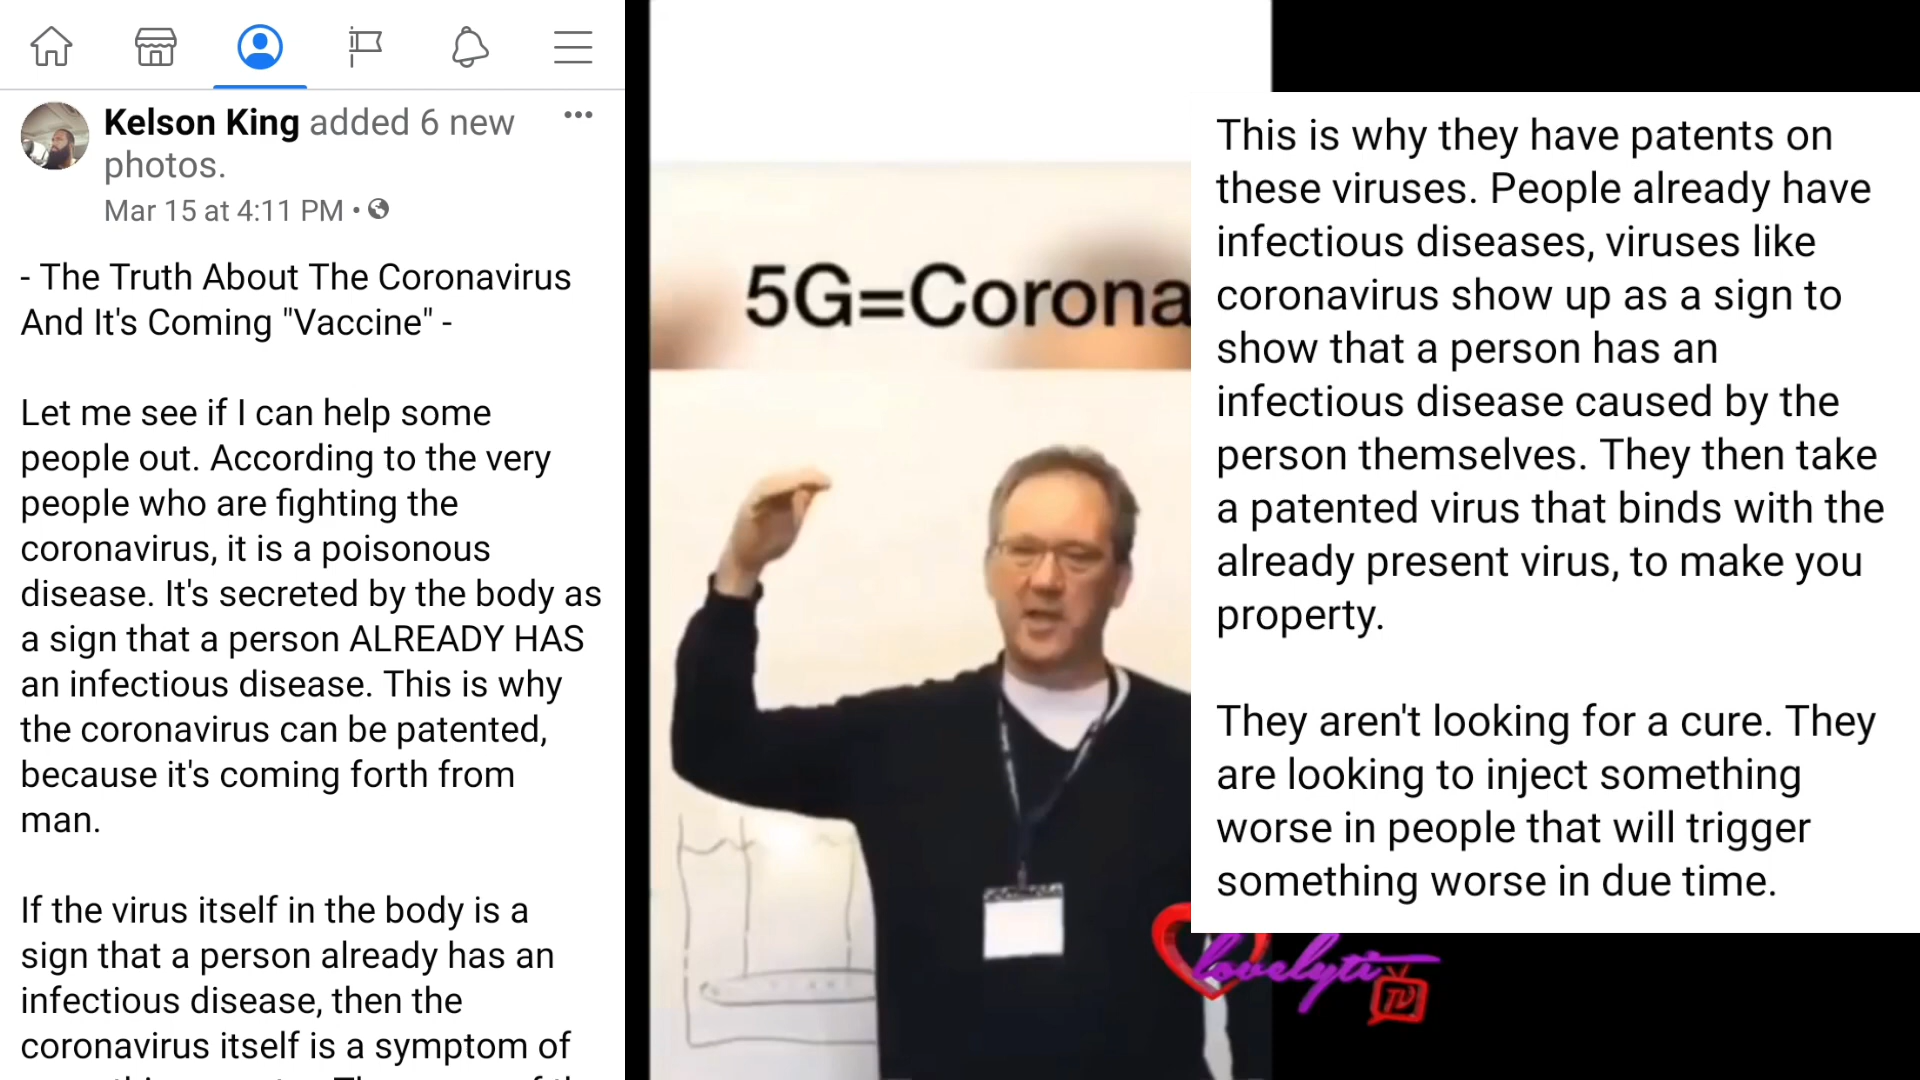 Kelson King added 6 new
photos.
Mar 15 at 4:11 PM •
- The Truth About The Coronavirus
And It's Coming "Vaccine" -
Let me see if I can help some
people out. According to the very
people who are fighting the
coronavirus, it is a poisonous
disease. It's secreted by the body as
a sign that a person ALREADY HAS
an infectious disease. This is why
the coronavirus can be patented,
because it's coming forth from
man.
If the virus itself in the body is a
sign that a person already has an
infectious disease, then the
coronavirus itself is a symptom of
5G=Corona
This is why they have patents on
these viruses. People already have
infectious diseases, viruses like
coronavirus show up as a sign to
show that a person has an
infectious disease caused by the
person themselves. They then take
a patented virus that binds with the
already present virus, to make you
property.
They aren't looking for a cure. They
are looking to inject something
worse in people that will trigger
something worse in due time.
lovelyti
TV